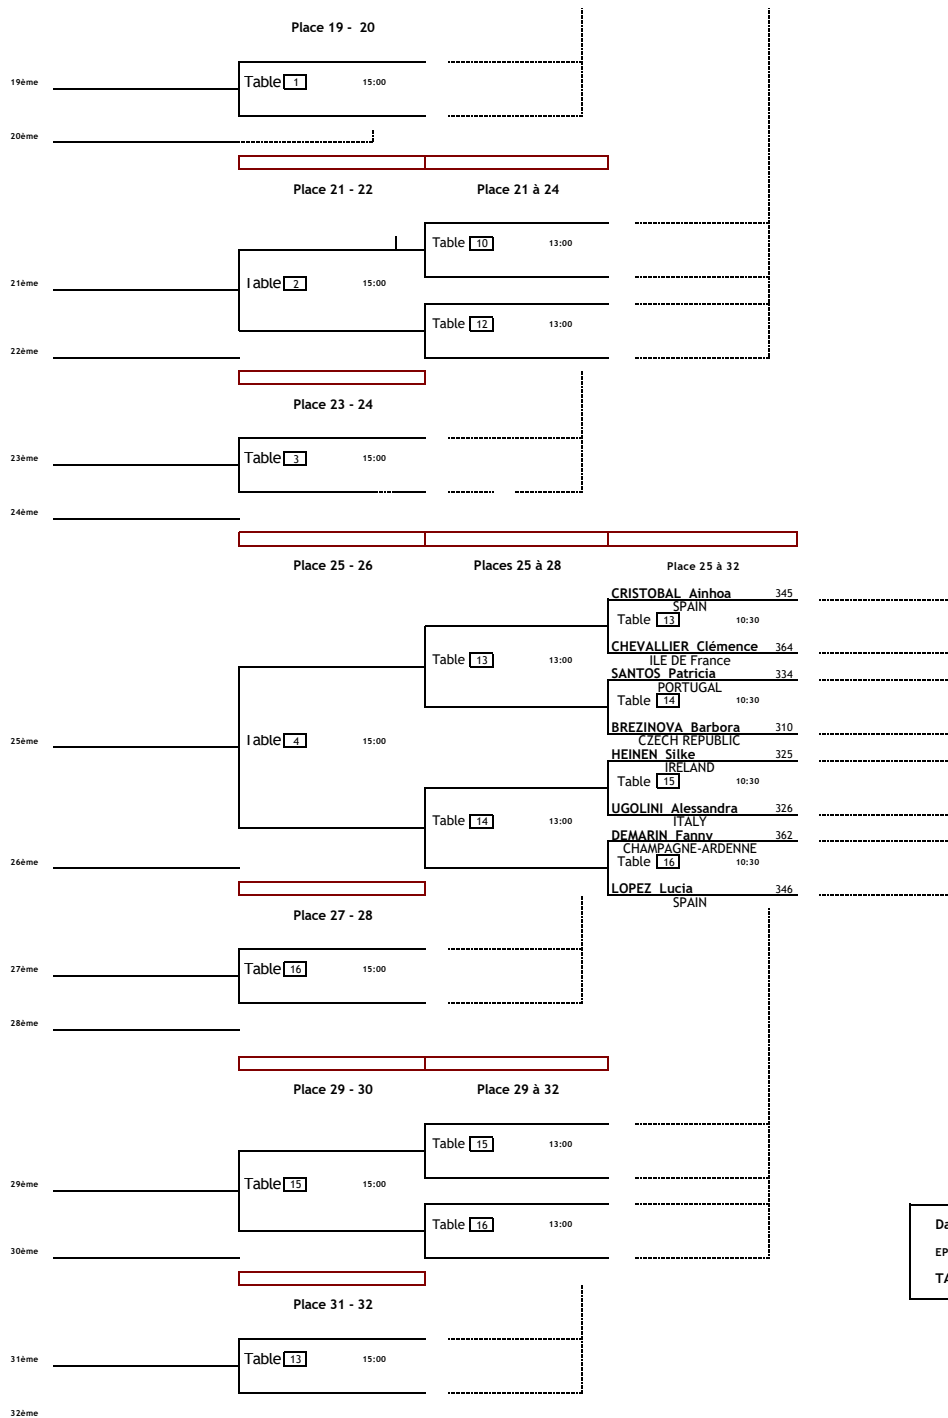 Place 19 - 20
Table 1 15:00
19ème
20ème
Place 21 - 22 Place 21 à 24
Table 10 13:00
21ème Table 2 15:00
Table 12 13:00
22ème
Place 23 - 24
23ème Table 3 15:00
24ème
Place 25 - 26 Places 25 à 28 Place 25 à 32
CRISTOBAL Ainhoa 345
SPAIN
Table 13 10:30
CHEVALLIER Clémence 364
Table 13 13:00
ILE DE France
SANTOS Patricia 334
PORTUGAL
Table 14 10:30
BREZINOVA Barbora 310
25ème Table 4 15:00
CZECH REPUBLIC
HEINEN Silke 325
IRELAND
Table 15 10:30
UGOLINI Alessandra 326
Table 14 13:00
ITALY
DEMARIN Fanny 362
CHAMPAGNE-ARDENNE
26ème
Table 16 10:30
LOPEZ Lucia 346
SPAIN
Place 27 - 28
27ème Table 16 15:00
28ème
Place 29 - 30 Place 29 à 32
Table 15 13:00
29ème Table 15 15:00
Table 16 13:00
Da
30ème
EP
TA
Place 31 - 32
31ème Table 13 15:00
32ème